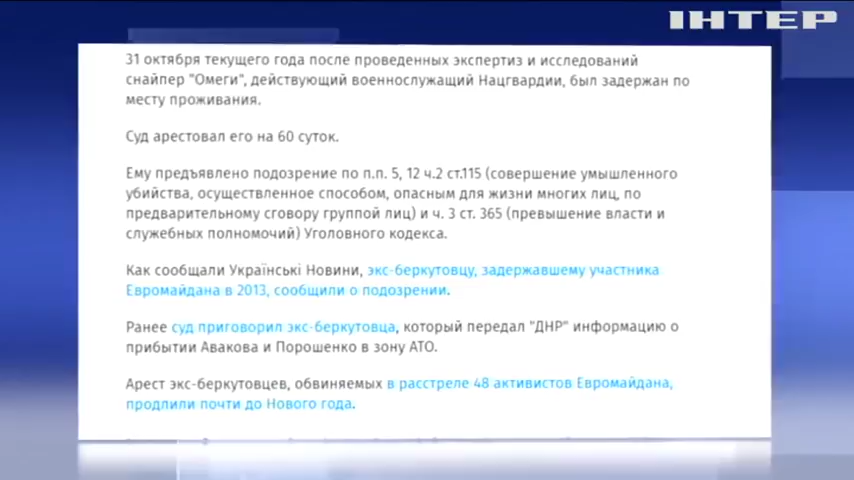 ІНТЕР
31 октября текущего года после проведенных экспертиз и исследований
снайпер "Омеги", действующий военнослужащий Нацгвардии, был задержан по
месту проживания.
Суд арестовал его на 60 суток.
Ему предъявлено подозрение по п.п. 5, 12 ч.2 ст.115 (совершение умышленного
убийства, осуществленное способом, опасным для жизни многих лиц, по
предварительному сговору группой лиц) и ч. 3 ст. 365 (превышение власти и
служебных полномочий) Уголовного кодекса.
Как сообщали Українські Новини, экс-беркутовцу, задержавшему участника
Евромайдана в 2013, сообщили о подозрении.
Ранее суд приговорил экс-беркутовца, который передал "ДНР" информацию о
прибытии Авакова и Порошенко в зону АТО.
Арест экс-беркутовцев, обвиняемых в расстреле 48 активистов Евромайдана,
продлили почти до Нового года.